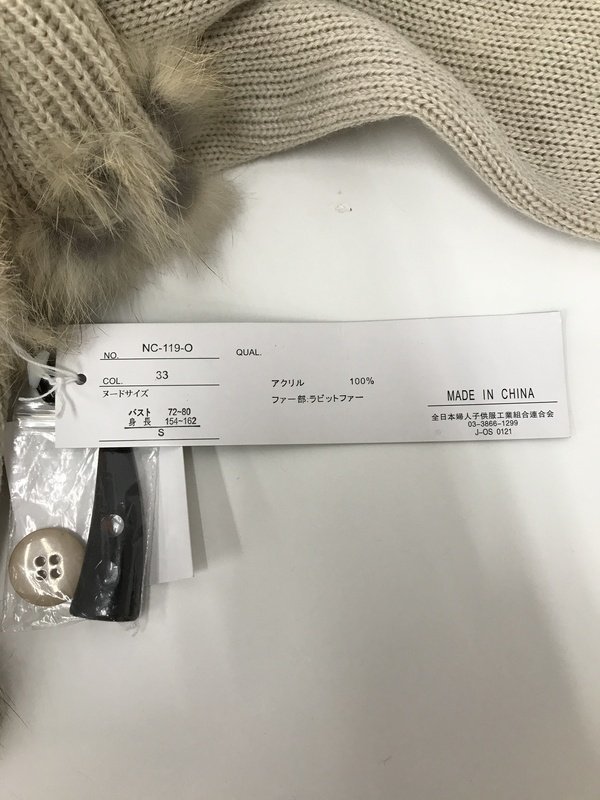 NO. NC-119-O QUAL.
COL. 33
ヌードサイズ
バスト 72~80
身長 154~162
S
アクリル 100%
ファー部:ラビットファー
MADE IN CHINA
全日本婦人子供服工業組合連合会
03-3866-1299
J-OS 0121